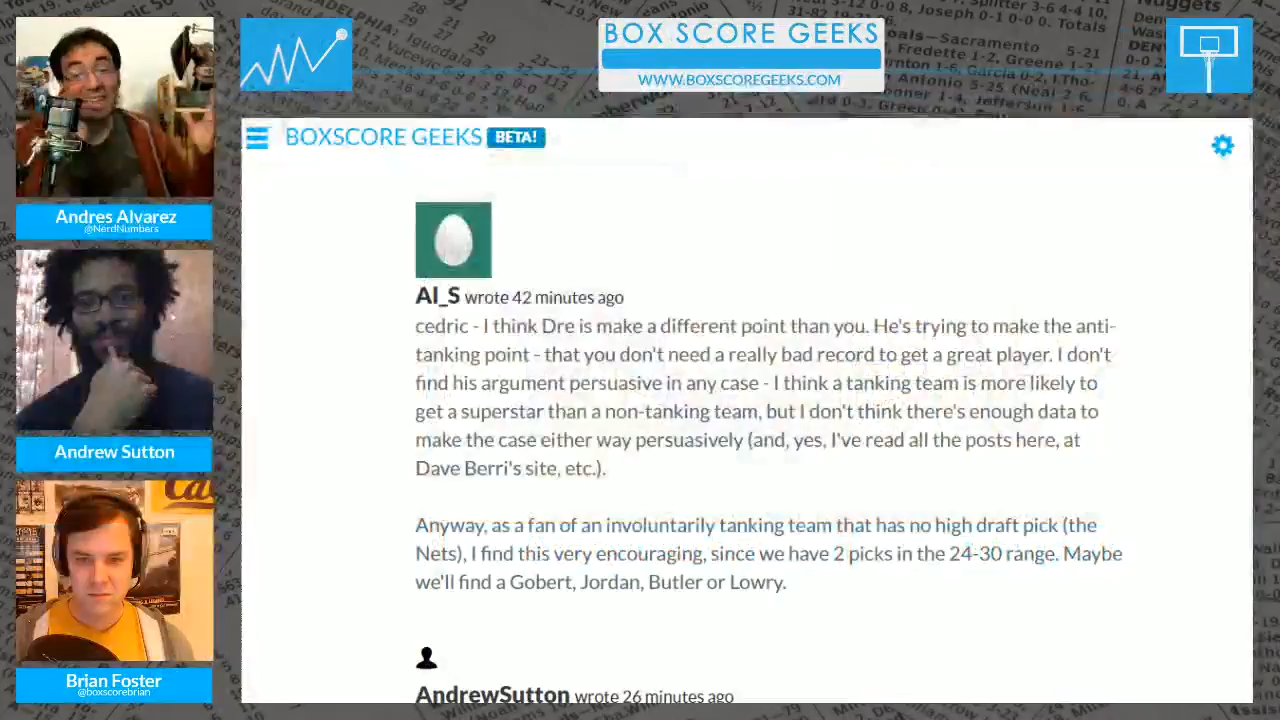 BOX SCORE GEEKS
WWW.BOXSCOREGEEKS.COM
BOXSCORE GEEKS BETA!
Andres Alvarez
@NerdNumbers
Andrew Sutton
Brian Foster
@boxscorebrian
Al_S wrote 42 minutes ago
cedric - I think Dre is make a different point than you. He's trying to make the anti-
tanking point - that you don't need a really bad record to get a great player. I don't
find his argument persuasive in any case - I think a tanking team is more likely to
get a superstar than a non-tanking team, but I don't think there's enough data to
make the case either way persuasively (and, yes, I've read all the posts here, at
Dave Berri's site, etc.).
Anyway, as a fan of an involuntarily tanking team that has no high draft pick (the
Nets), I find this very encouraging, since we have 2 picks in the 24-30 range. Maybe
we'll find a Gobert, Jordan, Butler or Lowry.
AndrewSutton wrote 26 minutes ago